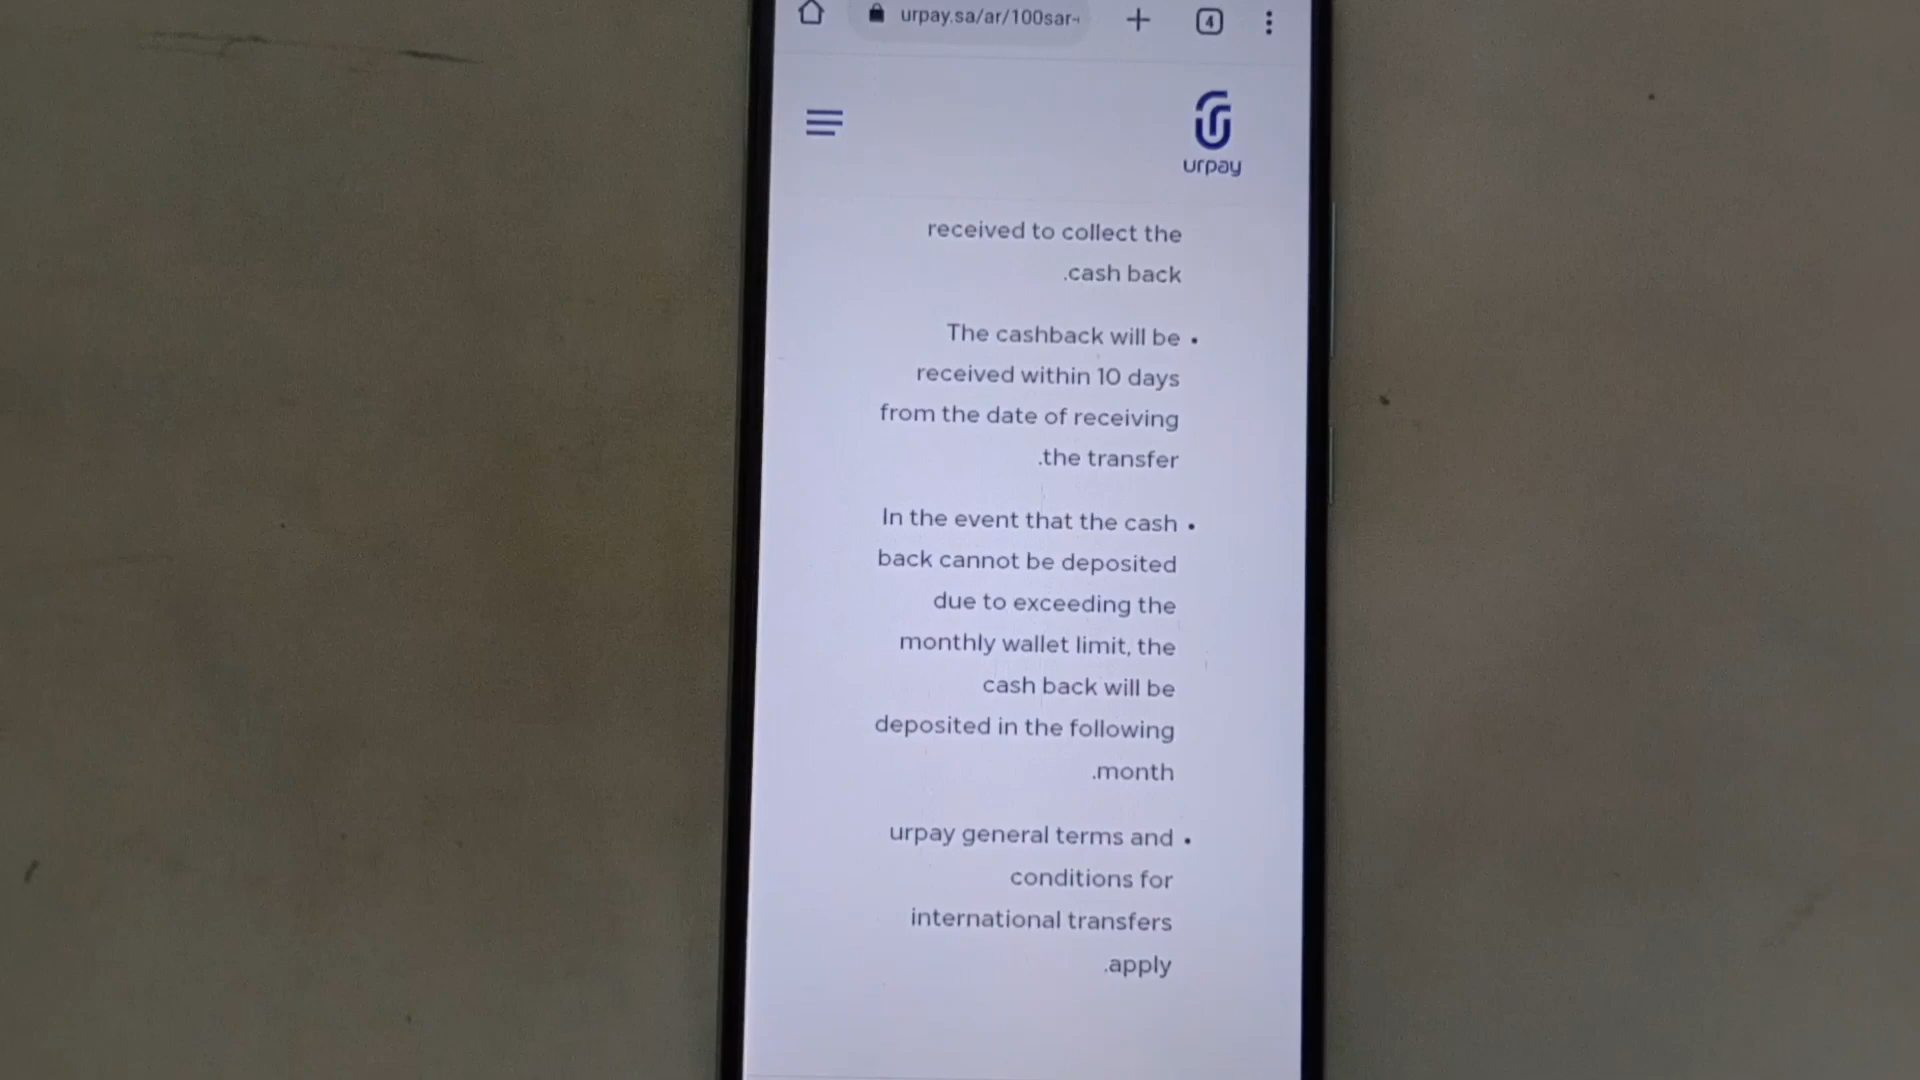 urpay.sa/ar/100sar-
4
urpay
received to collect the
.cash back
The cashback will be •
received within 10 days
from the date of receiving
.the transfer
In the event that the cash •
back cannot be deposited
due to exceeding the
monthly wallet limit, the
cash back will be
deposited in the following
.month
urpay general terms and •
conditions for
international transfers
.apply